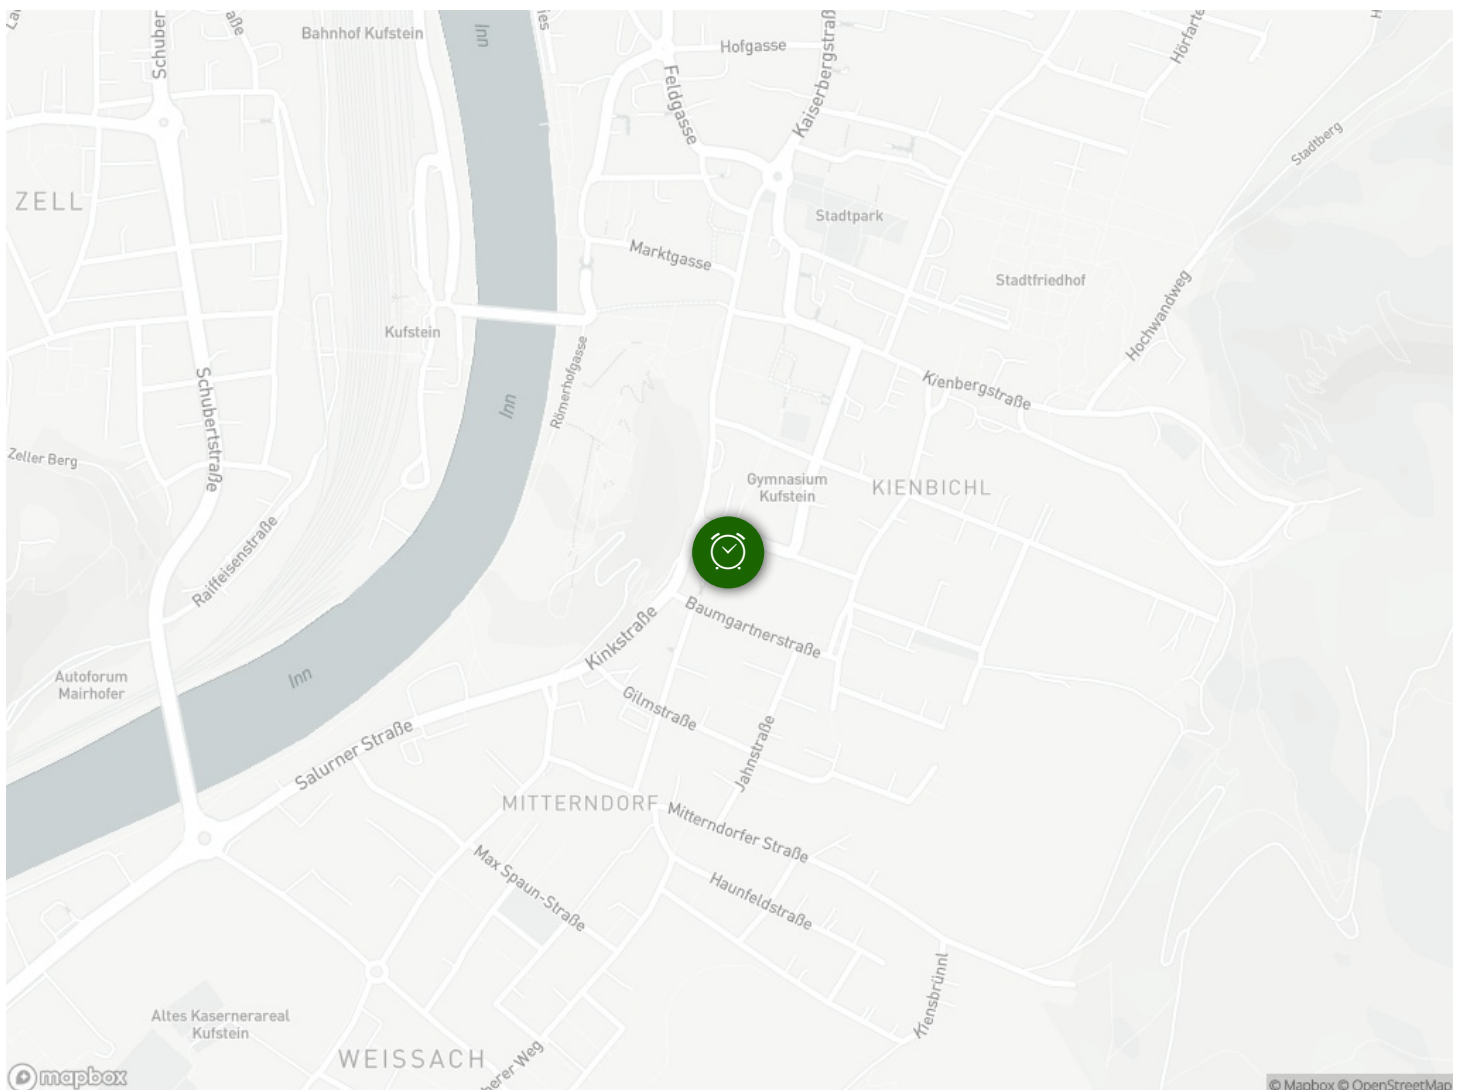 Schuber
Bahnhof Kufstein
Inn
Hofgasse
Feldgasse
Kaiserbergstraß
Hörfarte
Stadtberg
ZELL
Stadtpark
Marktgasse
Stadtfriedhof
Hochwandweg
Kufstein
Römerhofgasse
Kienbergstraße
Schubertstraße
Inn
Zeller Berg
Gymnasium
Kufstein
KIENBICHL
Raiffeisenstraße
Baumgartnerstraße
Kinkstraße
Autoforum
Mairhofer
Inn
Gilmstraße
Salurner Straße
Jahnstraße
MITTERNDORF
Mitterndorfer Straße
Max Spaun-Straße
Haunfeldstraße
Kiensbrünnl
Altes Kasernerareal
Kufstein
WEISSACH
herer Weg
mapbox
© Mapbox © OpenStreetMap